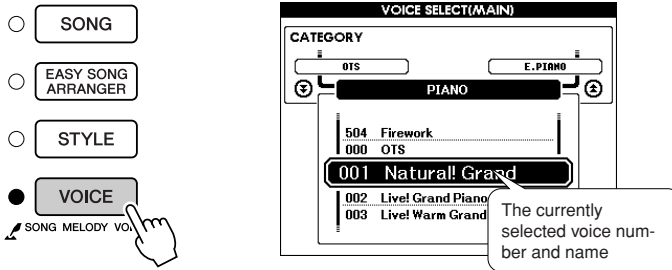 SONG
EASY SONG
ARRANGER
STYLE
VOICE
SONG MELODY
VOICE SELECT(MAIN)
CATEGORY
OTS
E.PIANO
PIANO
504 Firework
000 OTS
001 Natural! Grand
002 Live! Grand Piano
003 Live! Warm Grand
The currently
selected voice num-
ber and name